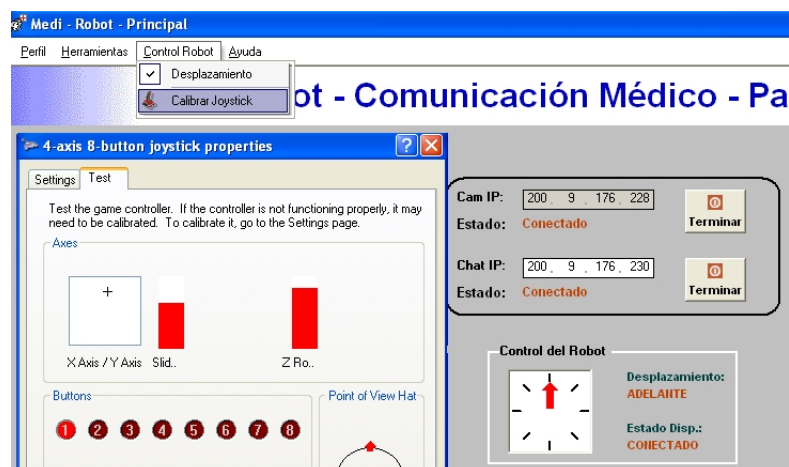 Medi - Robot - Principal
Perfil Herramientas Control Robot Ayuda
Desplazamiento
Calibrar Joystick
ot - Comunicación Médico - Pa
4-axis 8-button joystick properties
Settings Test
Test the game controller. If the controller is not functioning properly, it may
need to be calibrated. To calibrate it, go to the Settings page.
Axes
X Axis / Y Axis Slid.. Z Ro..
Buttons
1 2 3 4 5 6 7 8
Point of View Hat
Cam IP: 200 . 9 . 176 . 228
Terminar
Estado: Conectado
Chat IP: 200 . 9 . 176 . 230
Terminar
Estado: Conectado
Control del Robot
Desplazamiento:
ADELANTE
Estado Disp.:
CONECTADO